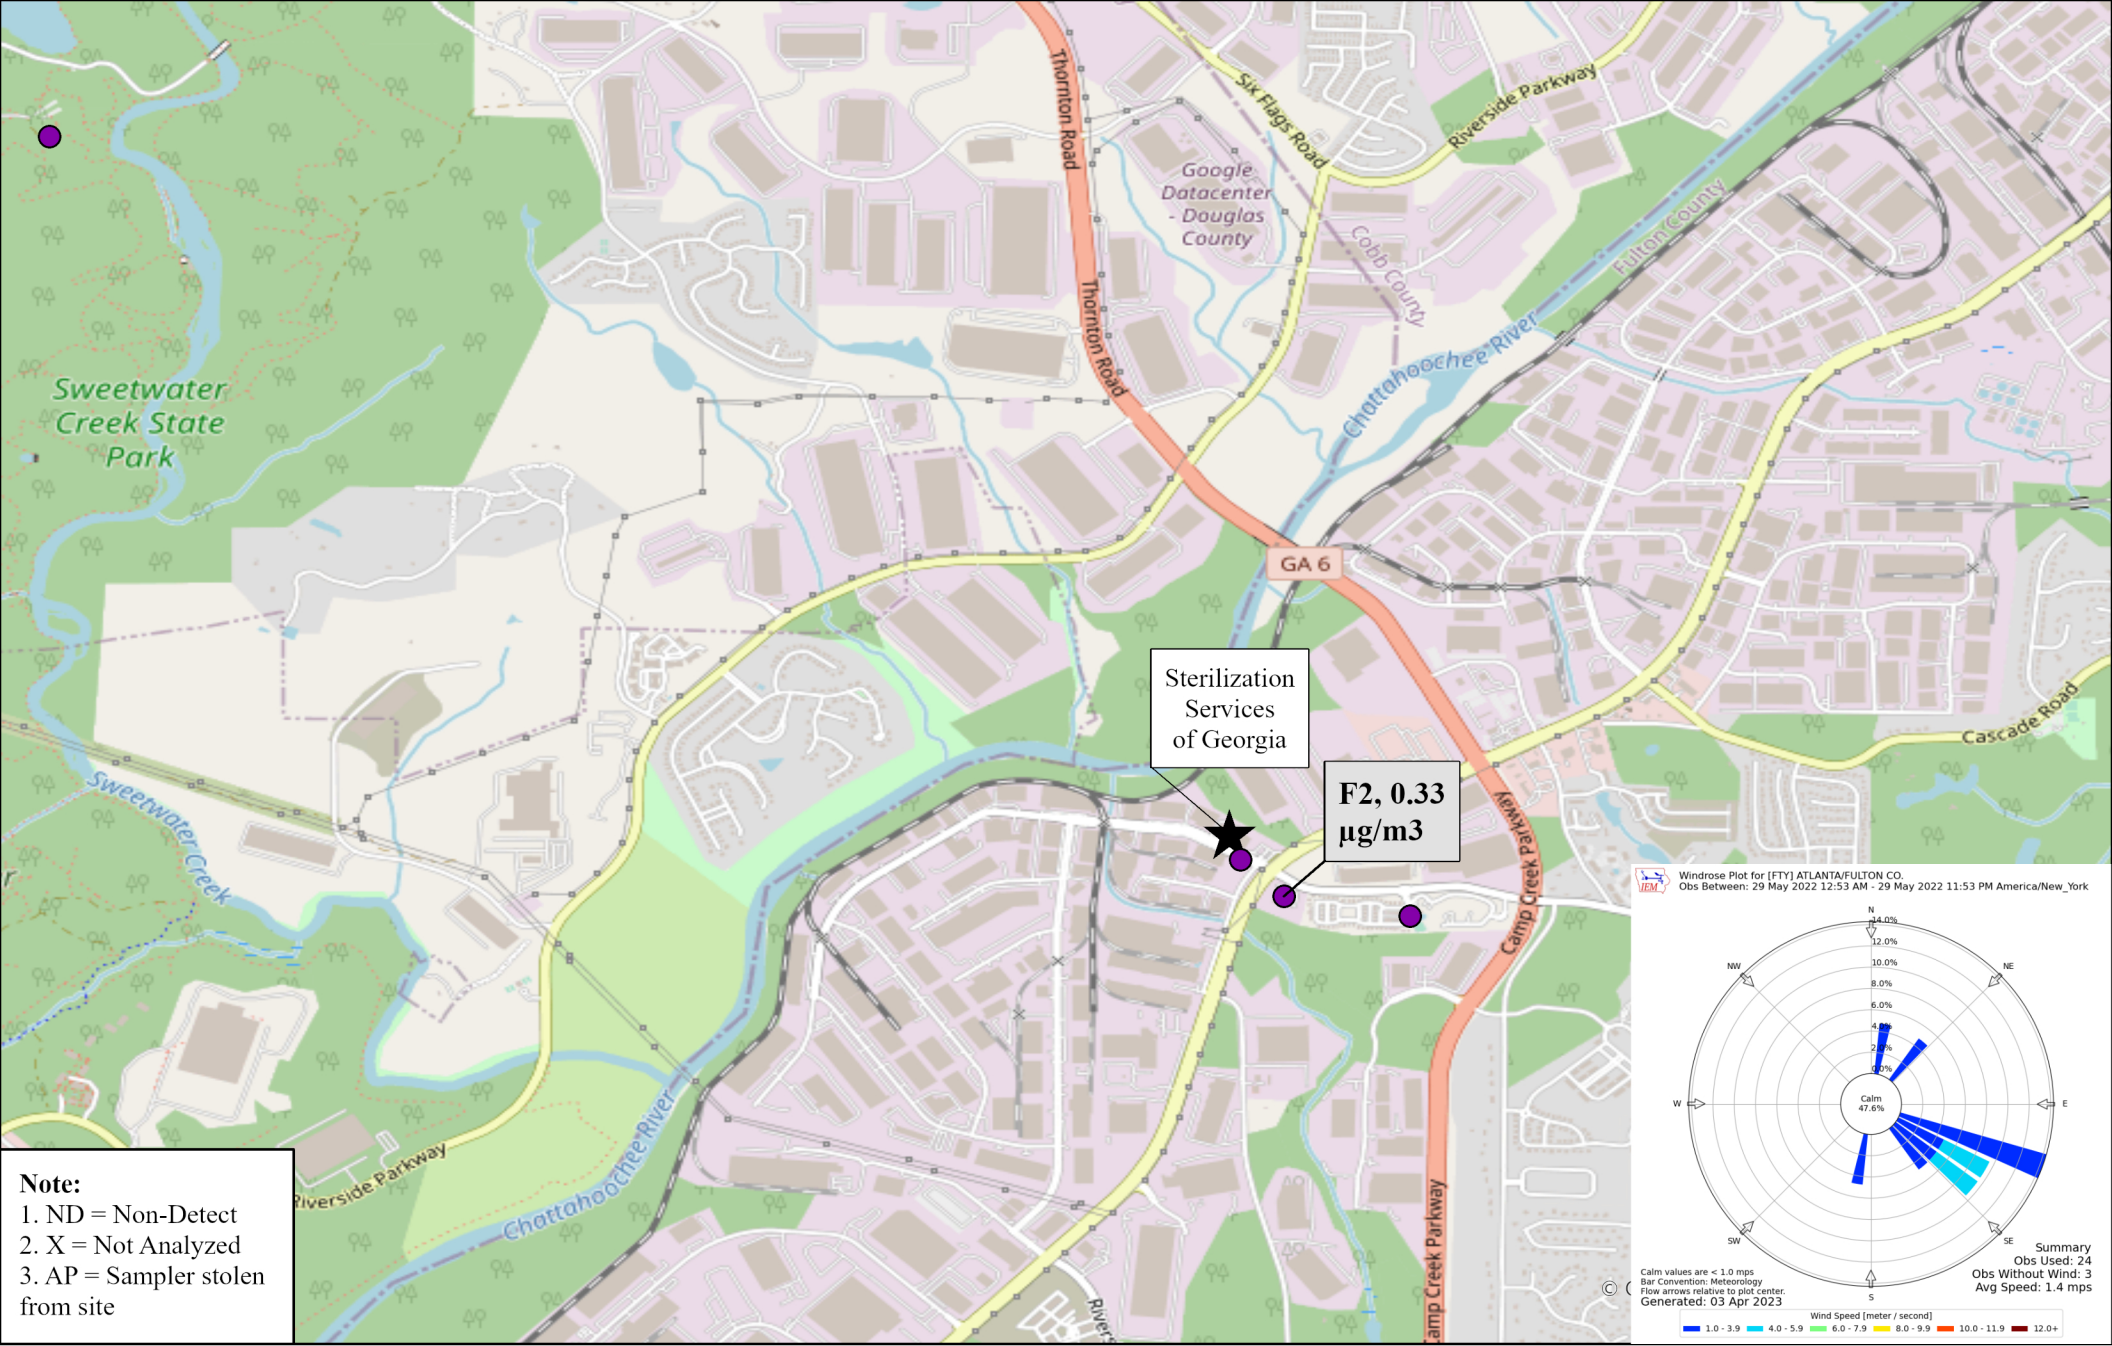 Thornton Road
Six Flags Road
Riverside Parkway
Google
Datacenter
- Douglas
County
Cobb County
Fulton County
Thornton Road
Chattahoochee River
Sweetwater
Creek State
Park
GA 6
Sterilization
Services
of Georgia
Cascade Road
F2, 0.33
µg/m3
Sweetwater Creek
Camp Creek Parkway
Riverside Parkway
Chattahoochee River
Camp Creek Parkway
Rivers
r
Note:
1. ND = Non-Detect
2. X = Not Analyzed
3. AP = Sampler stolen
from site
©
IEM
Windrose Plot for [FTY] ATLANTA/FULTON CO.
Obs Between: 29 May 2022 12:53 AM - 29 May 2022 11:53 PM America/New_York
N
14.0%
12.0%
10.0%
8.0%
6.0%
4.0%
2.0%
0.0%
NW
NE
Calm
47.6%
W
E
SW
SE
S
Summary
Obs Used: 24
Obs Without Wind: 3
Avg Speed: 1.4 mps
Calm values are < 1.0 mps
Bar Convention: Meteorology
Flow arrows relative to plot center.
Generated: 03 Apr 2023
Wind Speed [meter / second]
1.0 - 3.9 4.0 - 5.9 6.0 - 7.9 8.0 - 9.9 10.0 - 11.9 12.0+